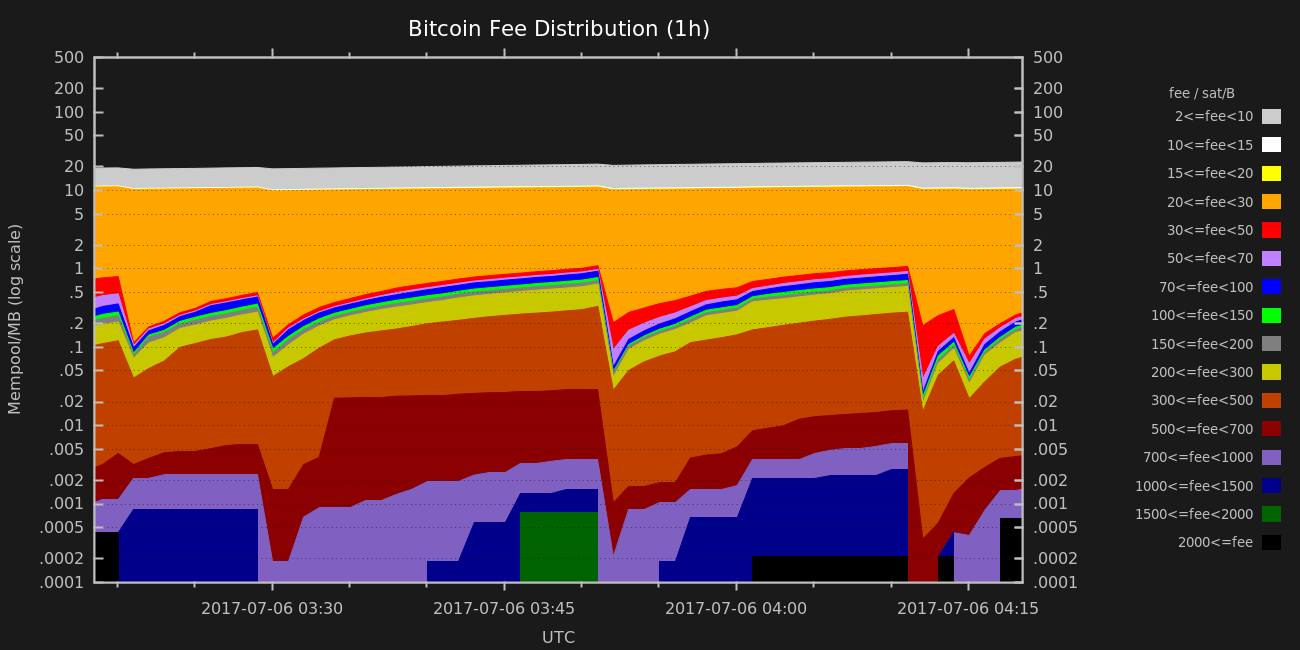 Bitcoin Fee Distribution (1h)
500
200
100
50
20
10
5
2
1
.5
.2
.1
.05
.02
.01
.005
.002
.001
.0005
.0002
.0001
Mempool/MB (log scale)
500
200
100
50
20
10
5
2
1
.5
.2
.1
.05
.02
.01
.005
.002
.001
.0005
.0002
.0001
2017-07-06 03:30
2017-07-06 03:45
2017-07-06 04:00
2017-07-06 04:15
UTC
fee / sat/B
2<=fee<10
10<=fee<15
15<=fee<20
20<=fee<30
30<=fee<50
50<=fee<70
70<=fee<100
100<=fee<150
150<=fee<200
200<=fee<300
300<=fee<500
500<=fee<700
700<=fee<1000
1000<=fee<1500
1500<=fee<2000
2000<=fee